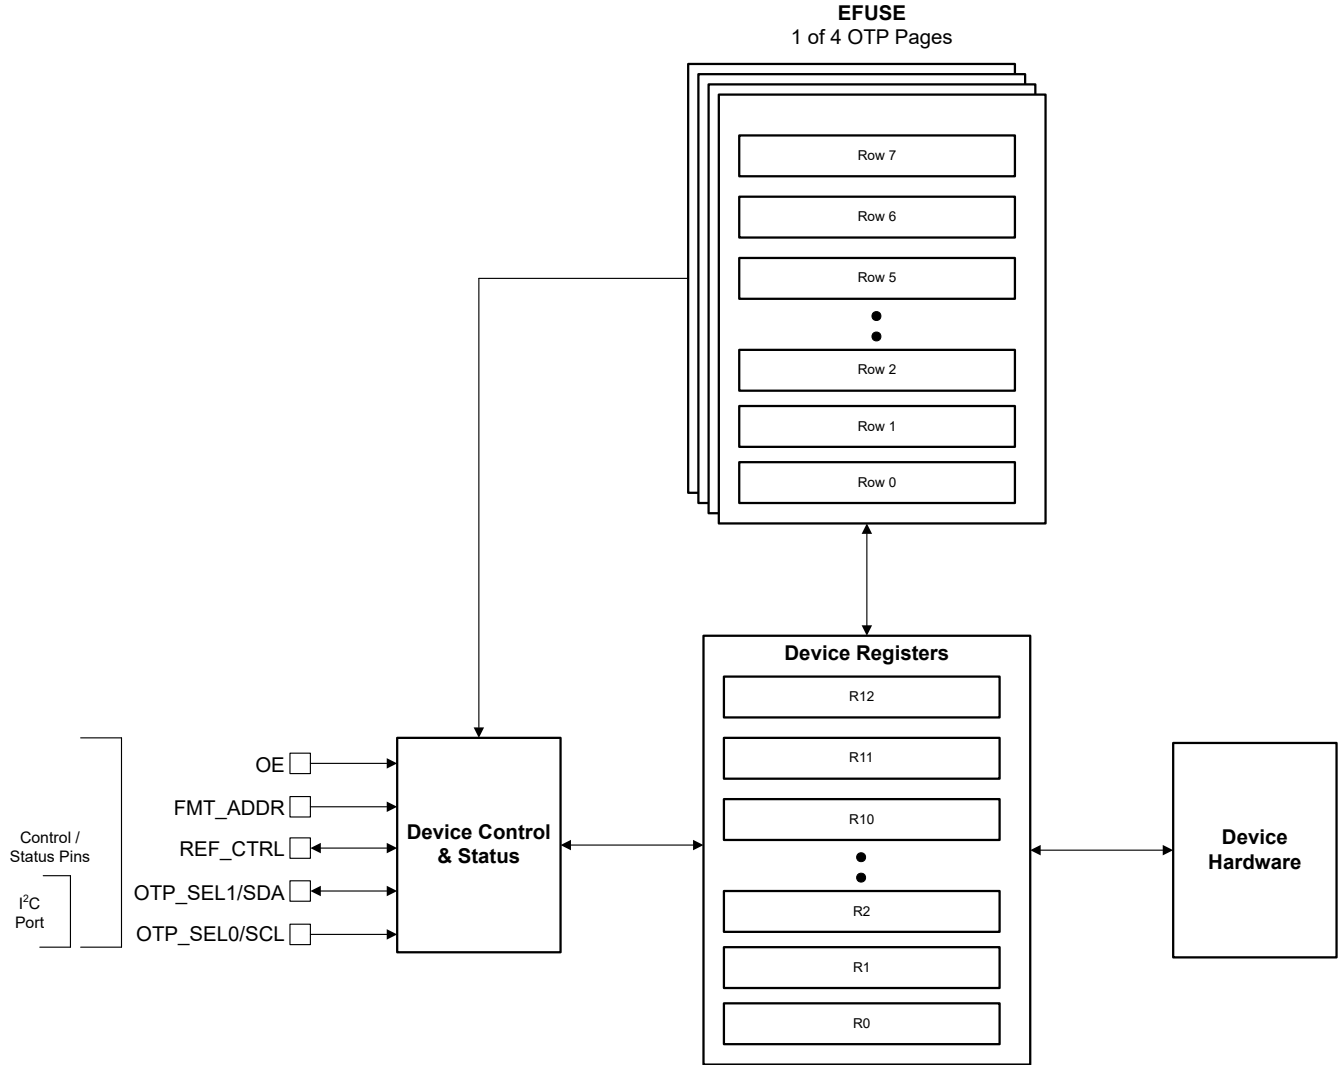 EFUSE
1 of 4 OTP Pages
Row 7
Row 6
Row 5
Row 2
Row 1
Row 0
Device Registers
R12
R11
R10
R2
R1
R0
OE
FMT_ADDR
REF_CTRL
OTP_SEL1/SDA
OTP_SEL0/SCL
Control /
Status Pins
I²C
Port
Device Control
& Status
Device
Hardware